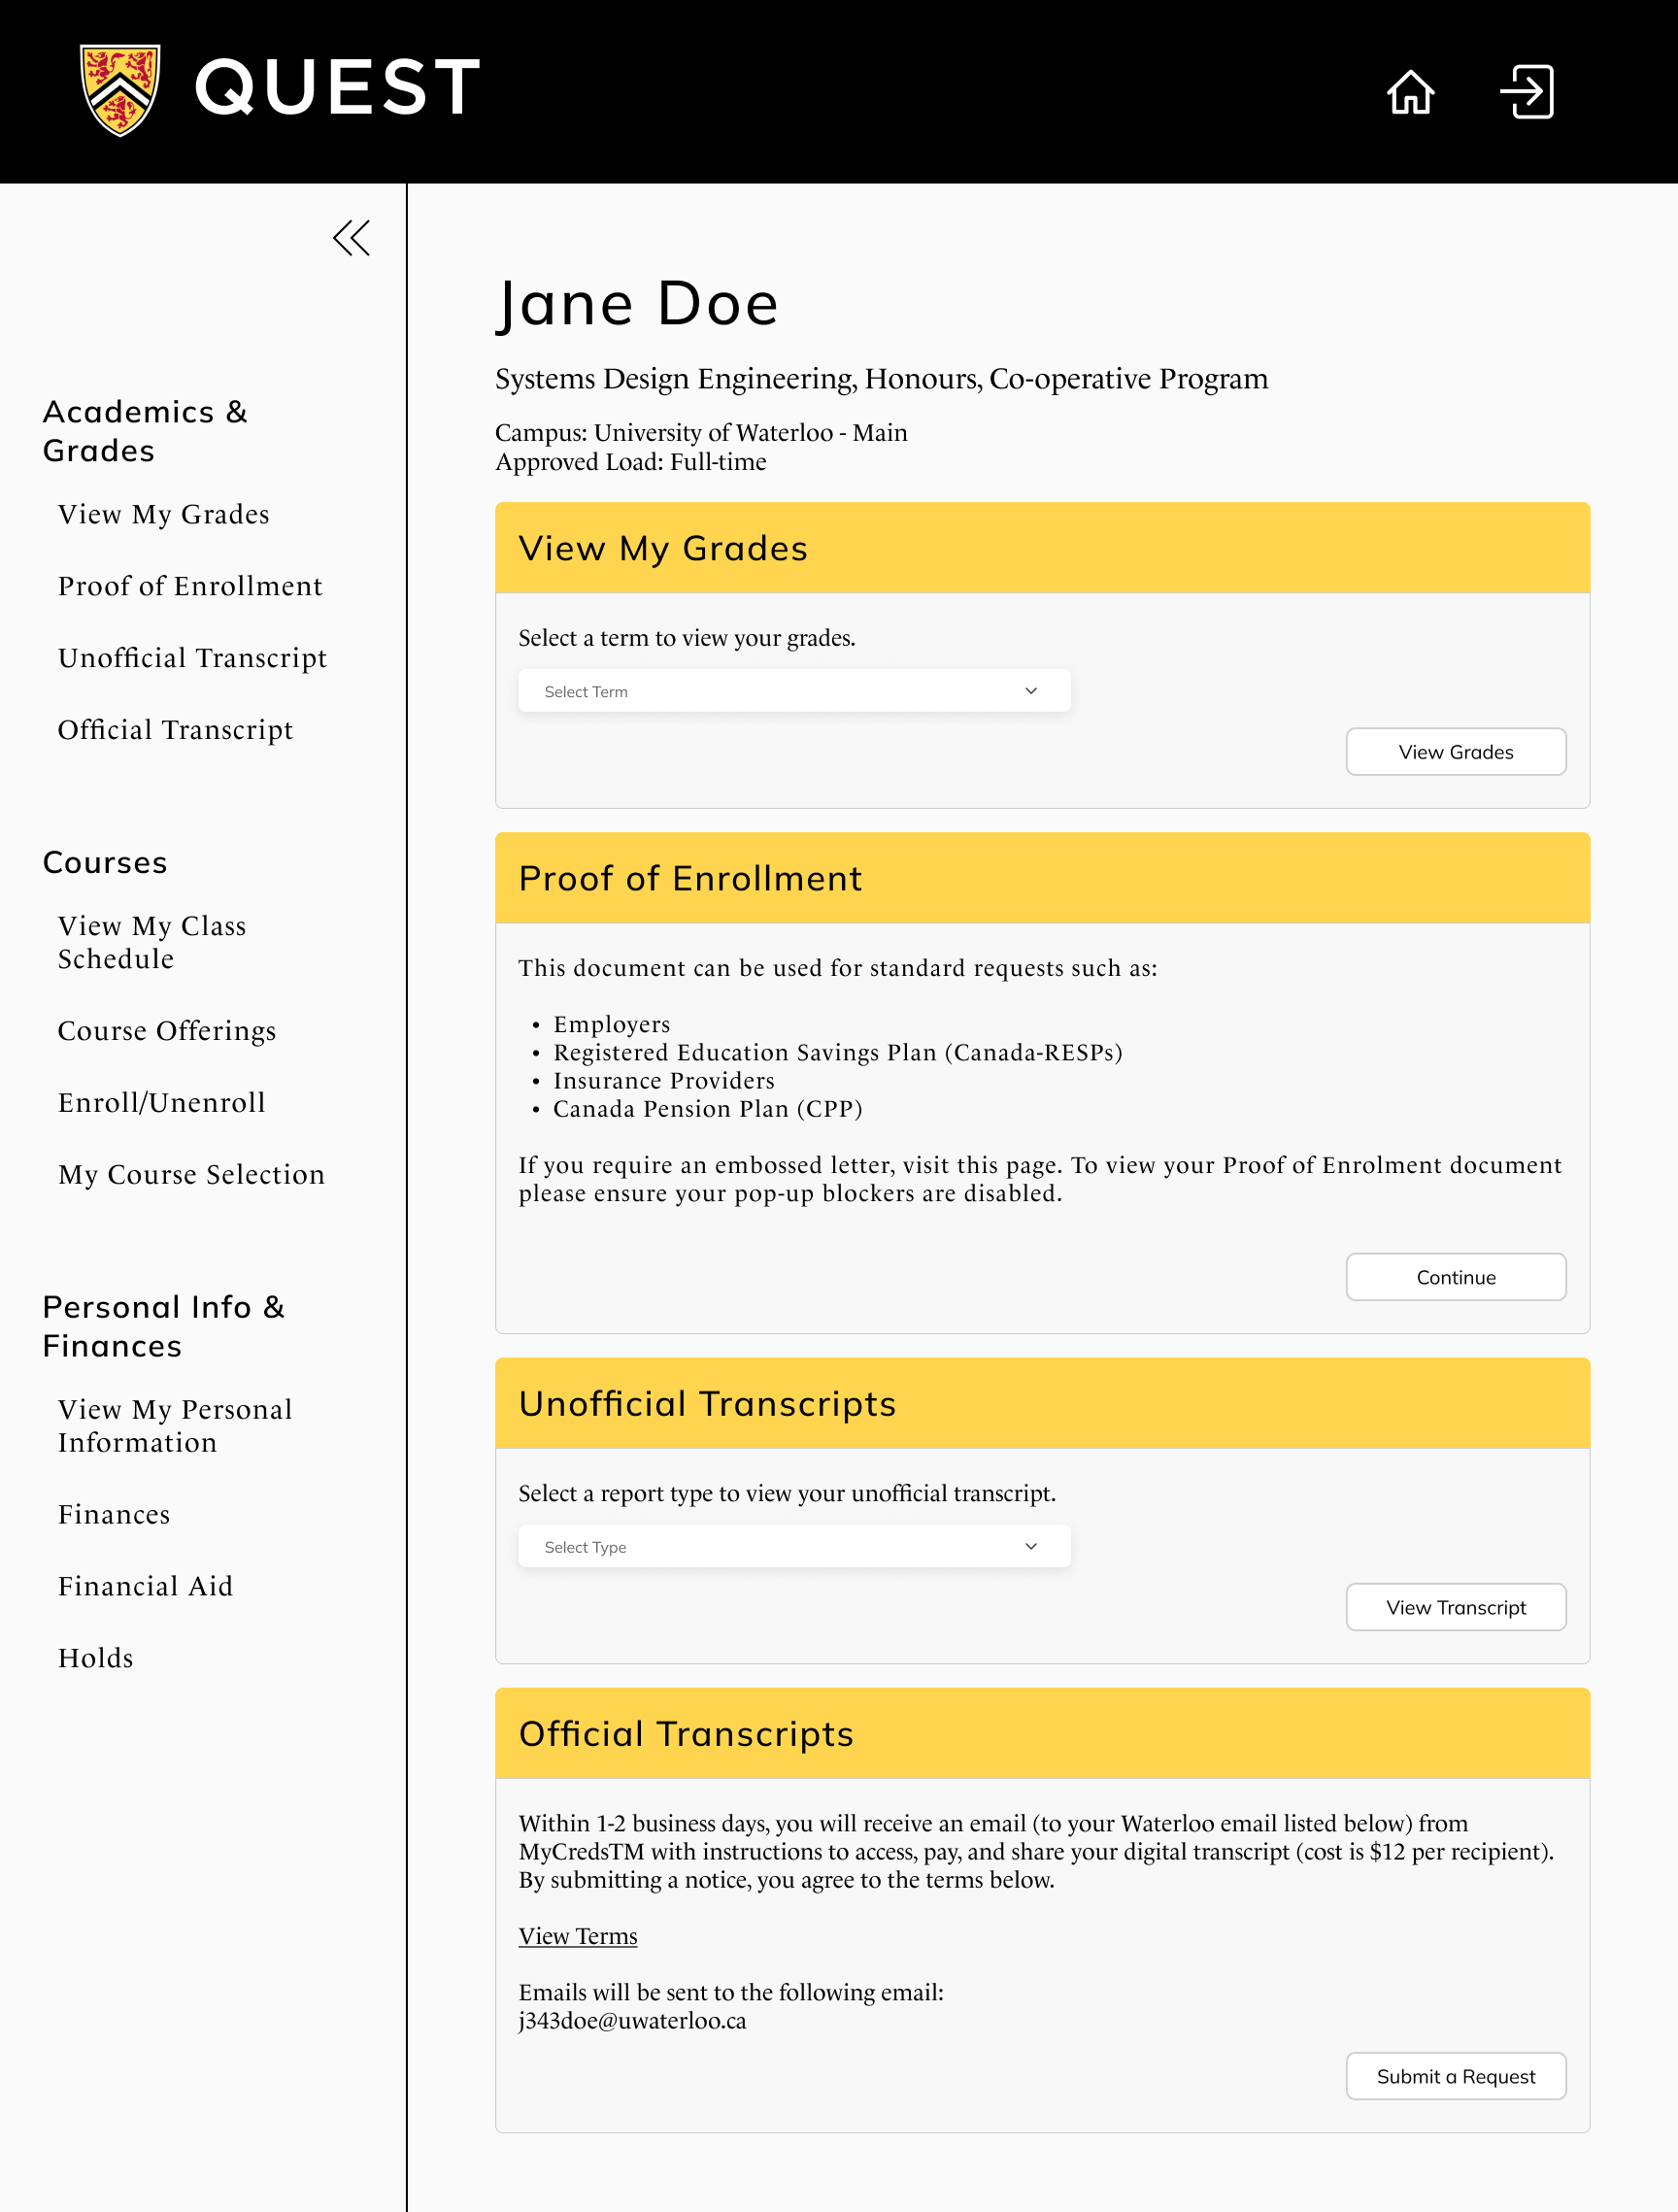 QUEST
Academics &
Grades
View My Grades
Proof of Enrollment
Unofficial Transcript
Official Transcript
Courses
View My Class
Schedule
Course Offerings
Enroll/Unenroll
My Course Selection
Personal Info &
Finances
View My Personal
Information
Finances
Financial Aid
Holds
Jane Doe
Systems Design Engineering, Honours, Co-operative Program
Campus: University of Waterloo - Main
Approved Load: Full-time
View My Grades
Select a term to view your grades.
Select Term
View Grades
Proof of Enrollment
This document can be used for standard requests such as:
• Employers
• Registered Education Savings Plan (Canada-RESPs)
• Insurance Providers
• Canada Pension Plan (CPP)
If you require an embossed letter, visit this page. To view your Proof of Enrolment document
please ensure your pop-up blockers are disabled.
Continue
Unofficial Transcripts
Select a report type to view your unofficial transcript.
Select Type
View Transcript
Official Transcripts
Within 1-2 business days, you will receive an email (to your Waterloo email listed below) from
MyCredsTM with instructions to access, pay, and share your digital transcript (cost is $12 per recipient).
By submitting a notice, you agree to the terms below.
View Terms
Emails will be sent to the following email:
j343doe@uwaterloo.ca
Submit a Request